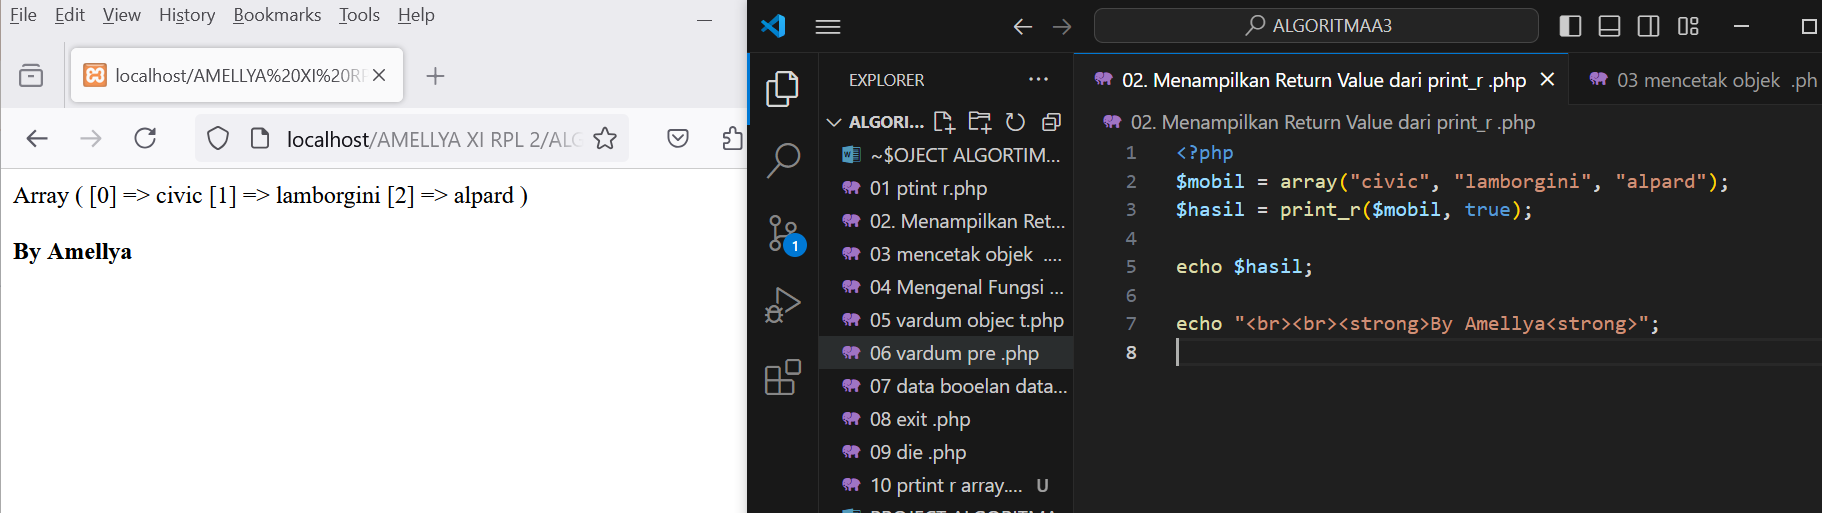 File Edit View History Bookmarks Tools Help
localhost/AMELLYA%20XI%20RP
localhost/AMELLYA XI RPL 2/ALG
Array ( [0] => civic [1] => lamborgini [2] => alpard )
By Amellya
ALGORITMAA3
EXPLORER
ALGORI...
~$OJECT ALGORTIM...
01 ptint r.php
02. Menampilkan Ret...
03 mencetak objek ....
04 Mengenal Fungsi ...
05 vardum objec t.php
06 vardum pre .php
07 data booelan data...
08 exit .php
09 die .php
10 prtint r array.... U
PROJECT ALGORITMA
1
02. Menampilkan Return Value dari print_r .php
03 mencetak objek .ph
02. Menampilkan Return Value dari print_r .php
1 <?php
2 $mobil = array("civic", "lamborgini", "alpard");
3 $hasil = print_r($mobil, true);
4
5 echo $hasil;
6
7 echo "<br><br><strong>By Amellya<strong>";
8